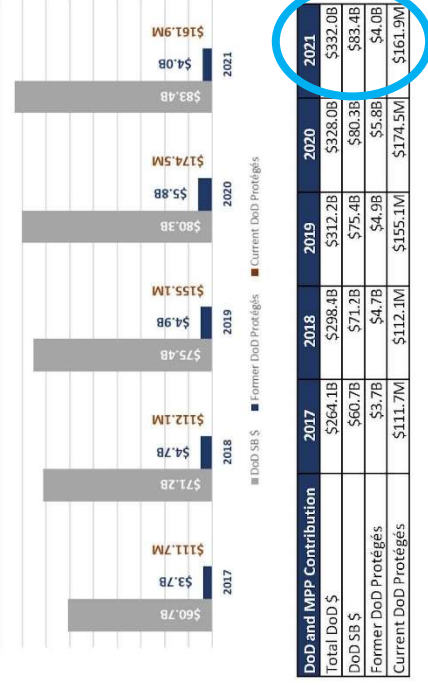 $60.7B $3.7B $111.7M
$71.2B $4.7B $112.1M
$75.4B $4.9B $155.1M
$80.3B $5.8B $174.5M
$83.4B $4.0B $161.9M
2017 2018 2019 2020 2021
DoD SB $ Former DoD Protégés Current DoD Protégés
DoD and MPP Contribution 2017 2018 2019 2020 2021
Total DoD $ $264.1B $298.4B $312.2B $328.0B $332.0B
DoD SB $ $60.7B $71.2B $75.4B $80.3B $83.4B
Former DoD Protégés $3.7B $4.7B $4.9B $5.8B $4.0B
Current DoD Protégés $111.7M $112.1M $155.1M $174.5M $161.9M